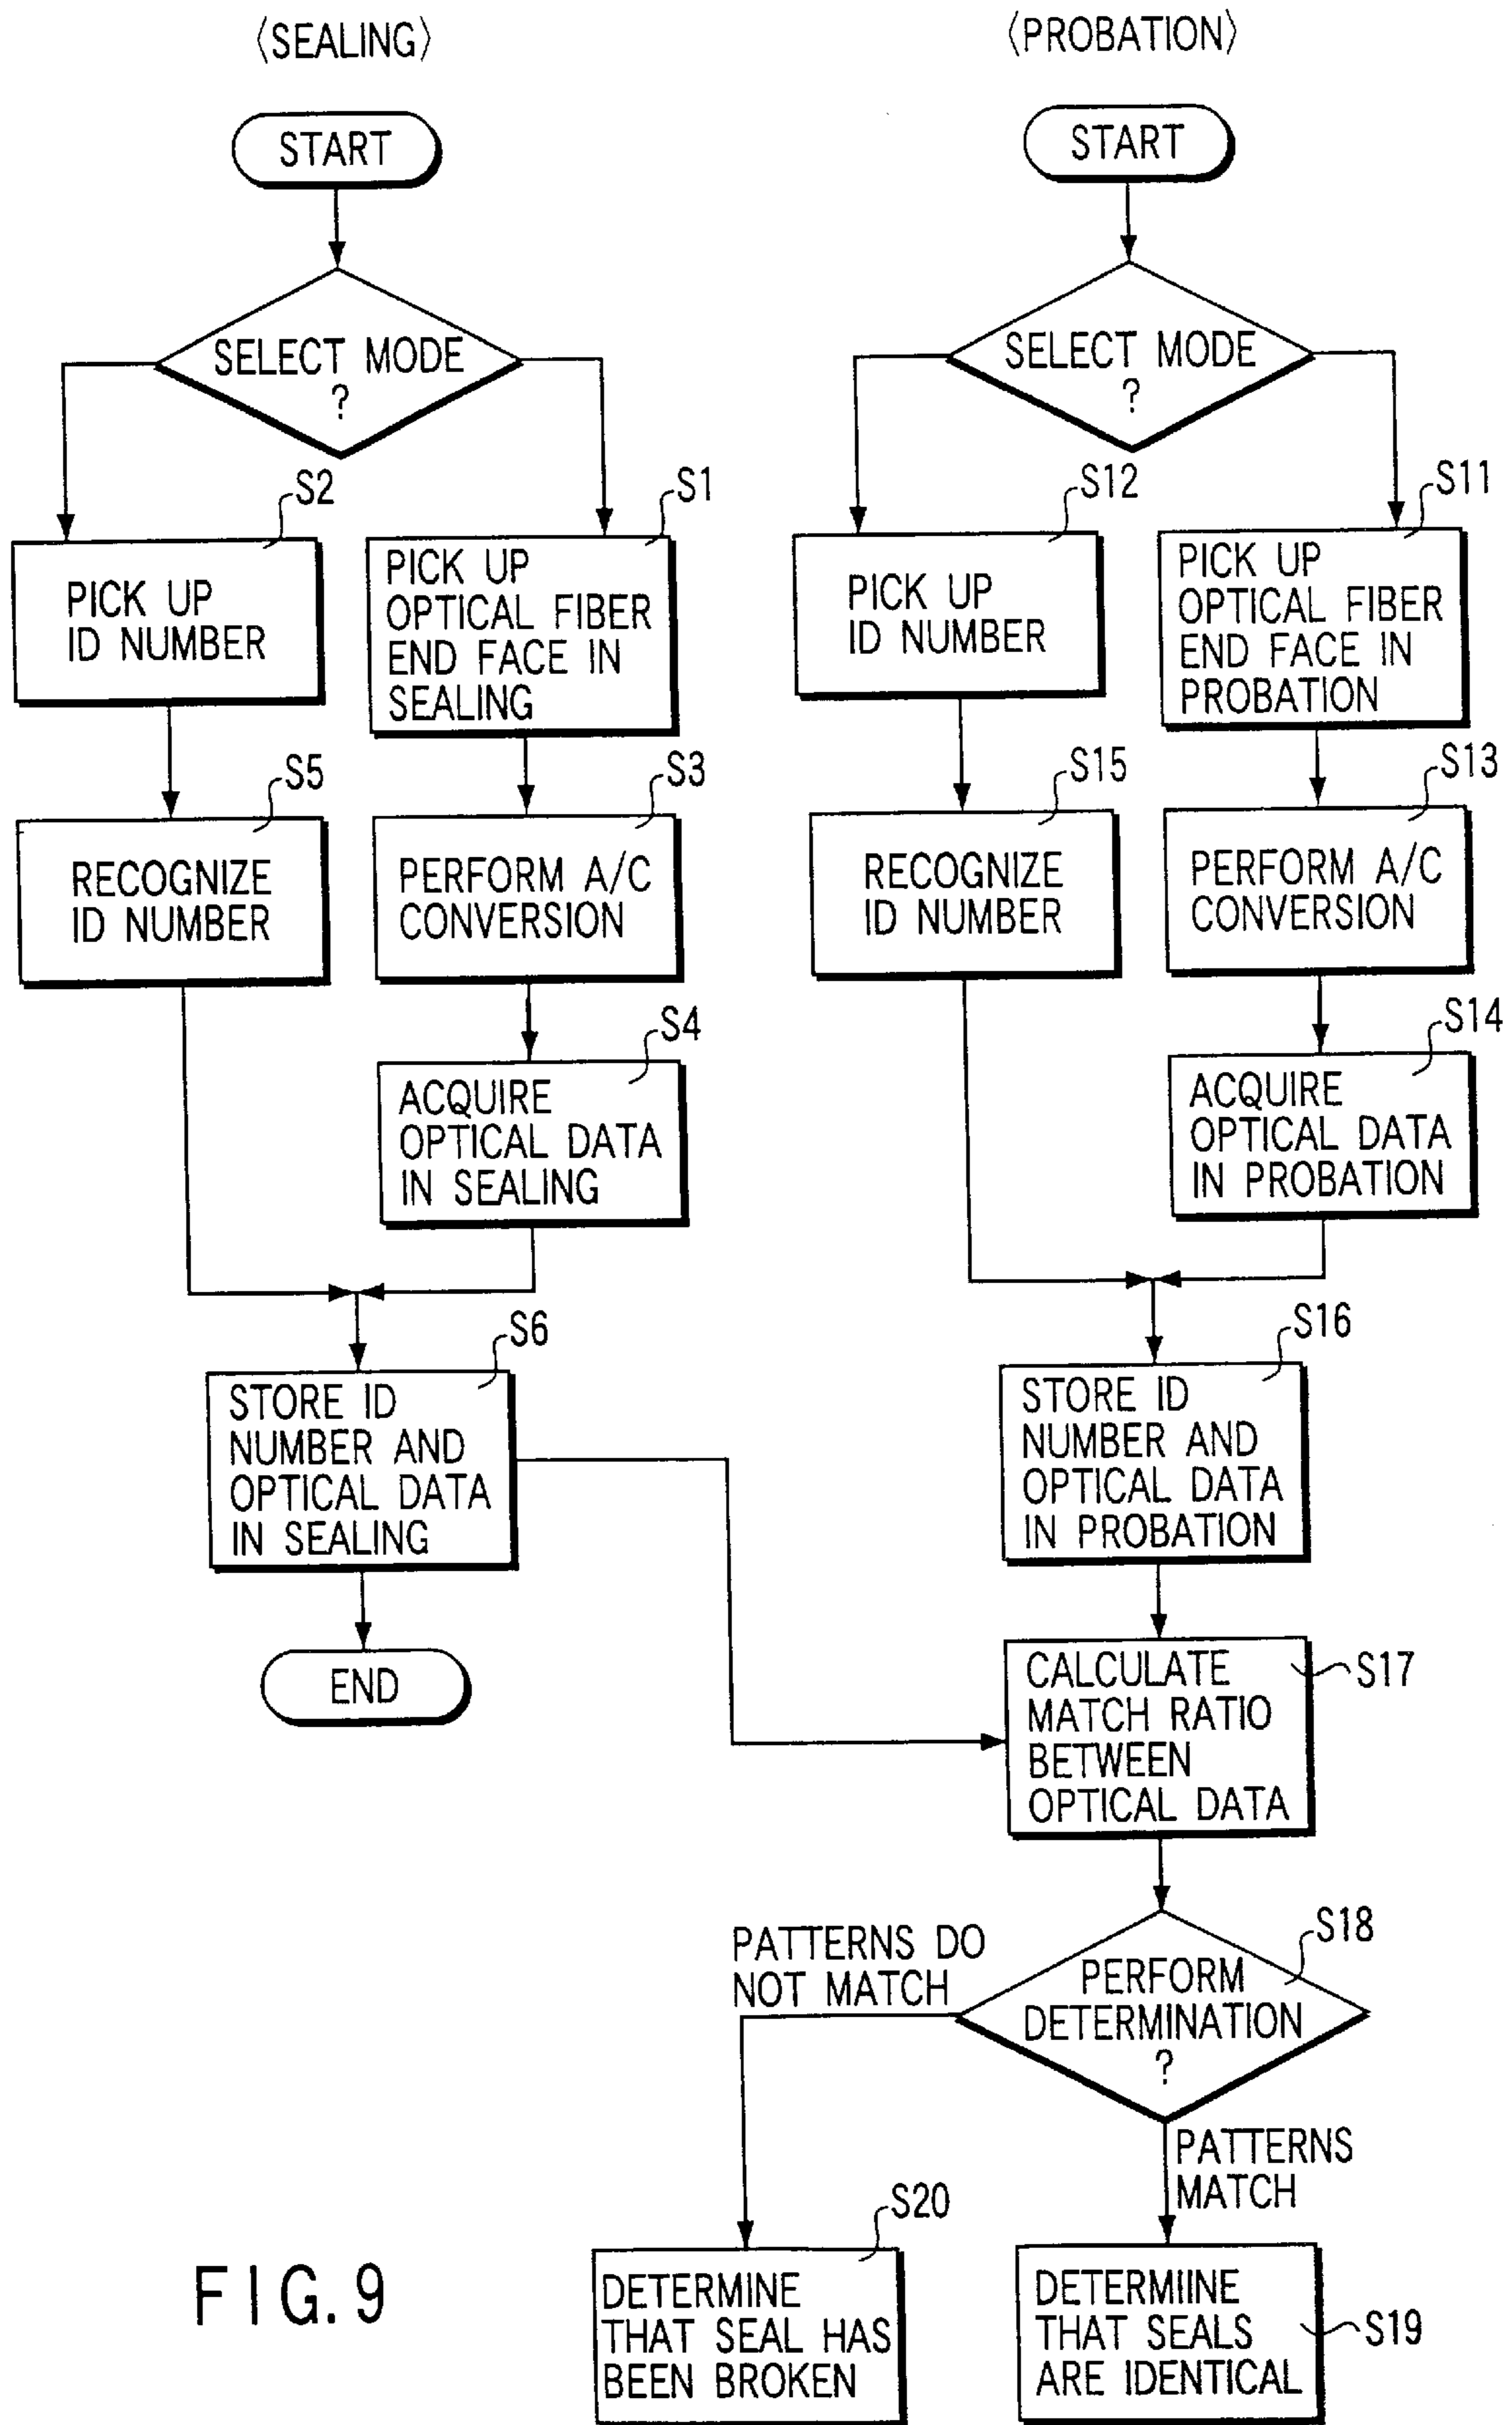 〈SEALING〉
START
SELECT MODE
?
S2
PICK UP
ID NUMBER
S1
PICK UP
OPTICAL FIBER
END FACE IN
SEALING
S5
RECOGNIZE
ID NUMBER
S3
PERFORM A/C
CONVERSION
S4
ACQUIRE
OPTICAL DATA
IN SEALING
S6
STORE ID
NUMBER AND
OPTICAL DATA
IN SEALING
END
〈PROBATION〉
START
SELECT MODE
?
S12
PICK UP
ID NUMBER
S11
PICK UP
OPTICAL FIBER
END FACE IN
PROBATION
S15
RECOGNIZE
ID NUMBER
S13
PERFORM A/C
CONVERSION
S14
ACQUIRE
OPTICAL DATA
IN PROBATION
S16
STORE ID
NUMBER AND
OPTICAL DATA
IN PROBATION
CALCULATE
MATCH RATIO
BETWEEN
OPTICAL DATA
S17
S18
PERFORM
DETERMINATION
?
PATTERNS DO
NOT MATCH
PATTERNS
MATCH
S20
DETERMINE
THAT SEAL HAS
BEEN BROKEN
DETERMIINE
THAT SEALS
ARE IDENTICAL
S19
FIG. 9